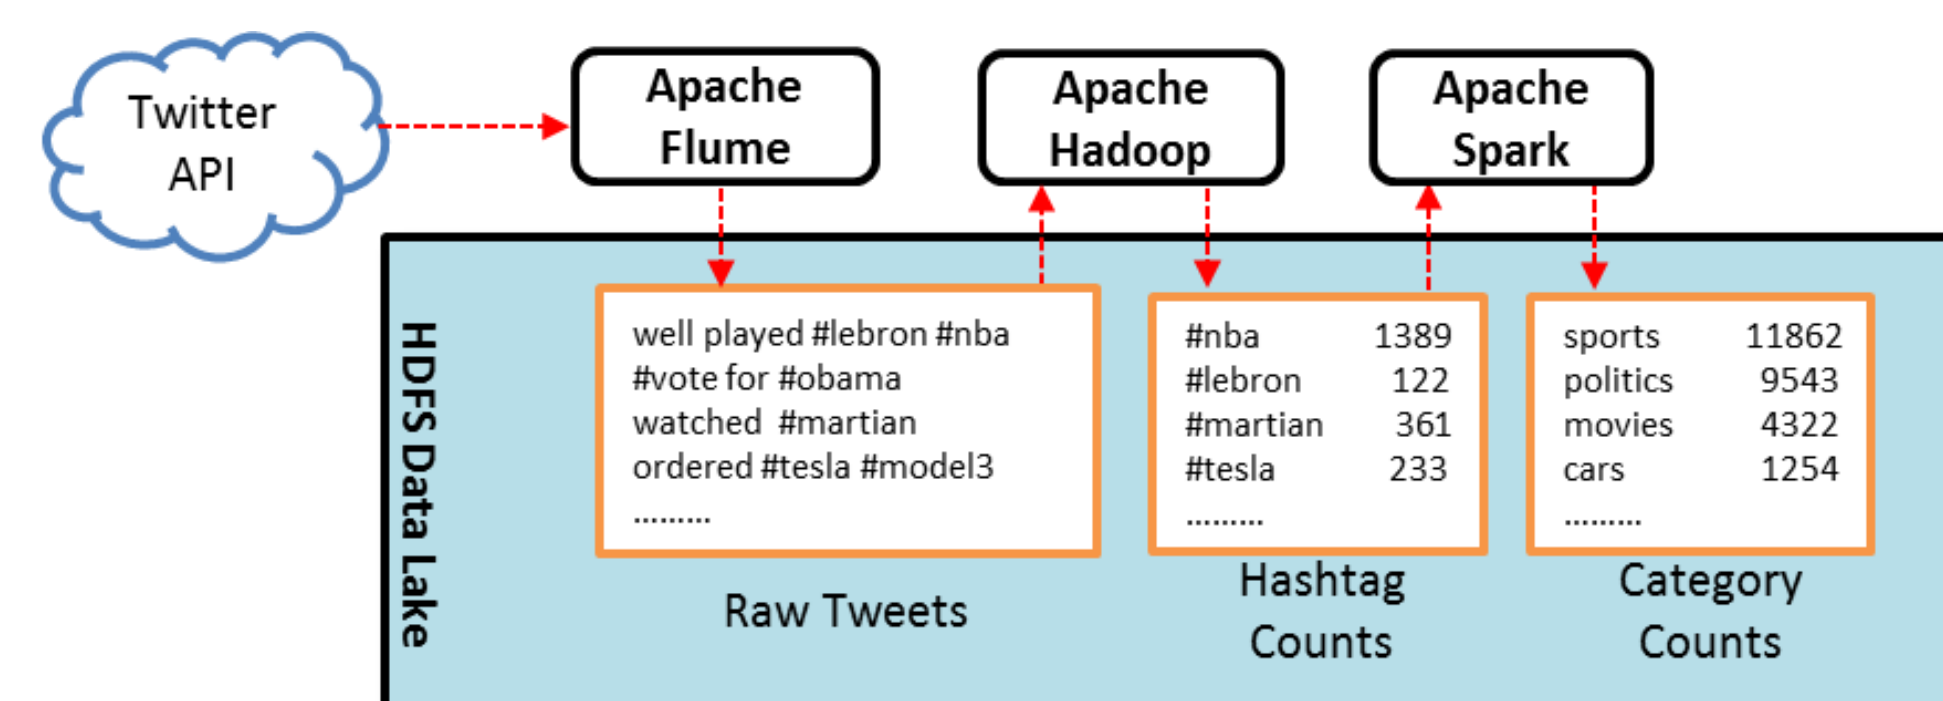 Twitter
API
Apache
Flume
Apache
Hadoop
Apache
Spark
HDFS Data Lake
well played #lebron #nba
#vote for #obama
watched #martian
ordered #tesla #model3
.........
Raw Tweets
#nba 1389
#lebron 122
#martian 361
#tesla 233
.........
Hashtag
Counts
sports 11862
politics 9543
movies 4322
cars 1254
.........
Category
Counts